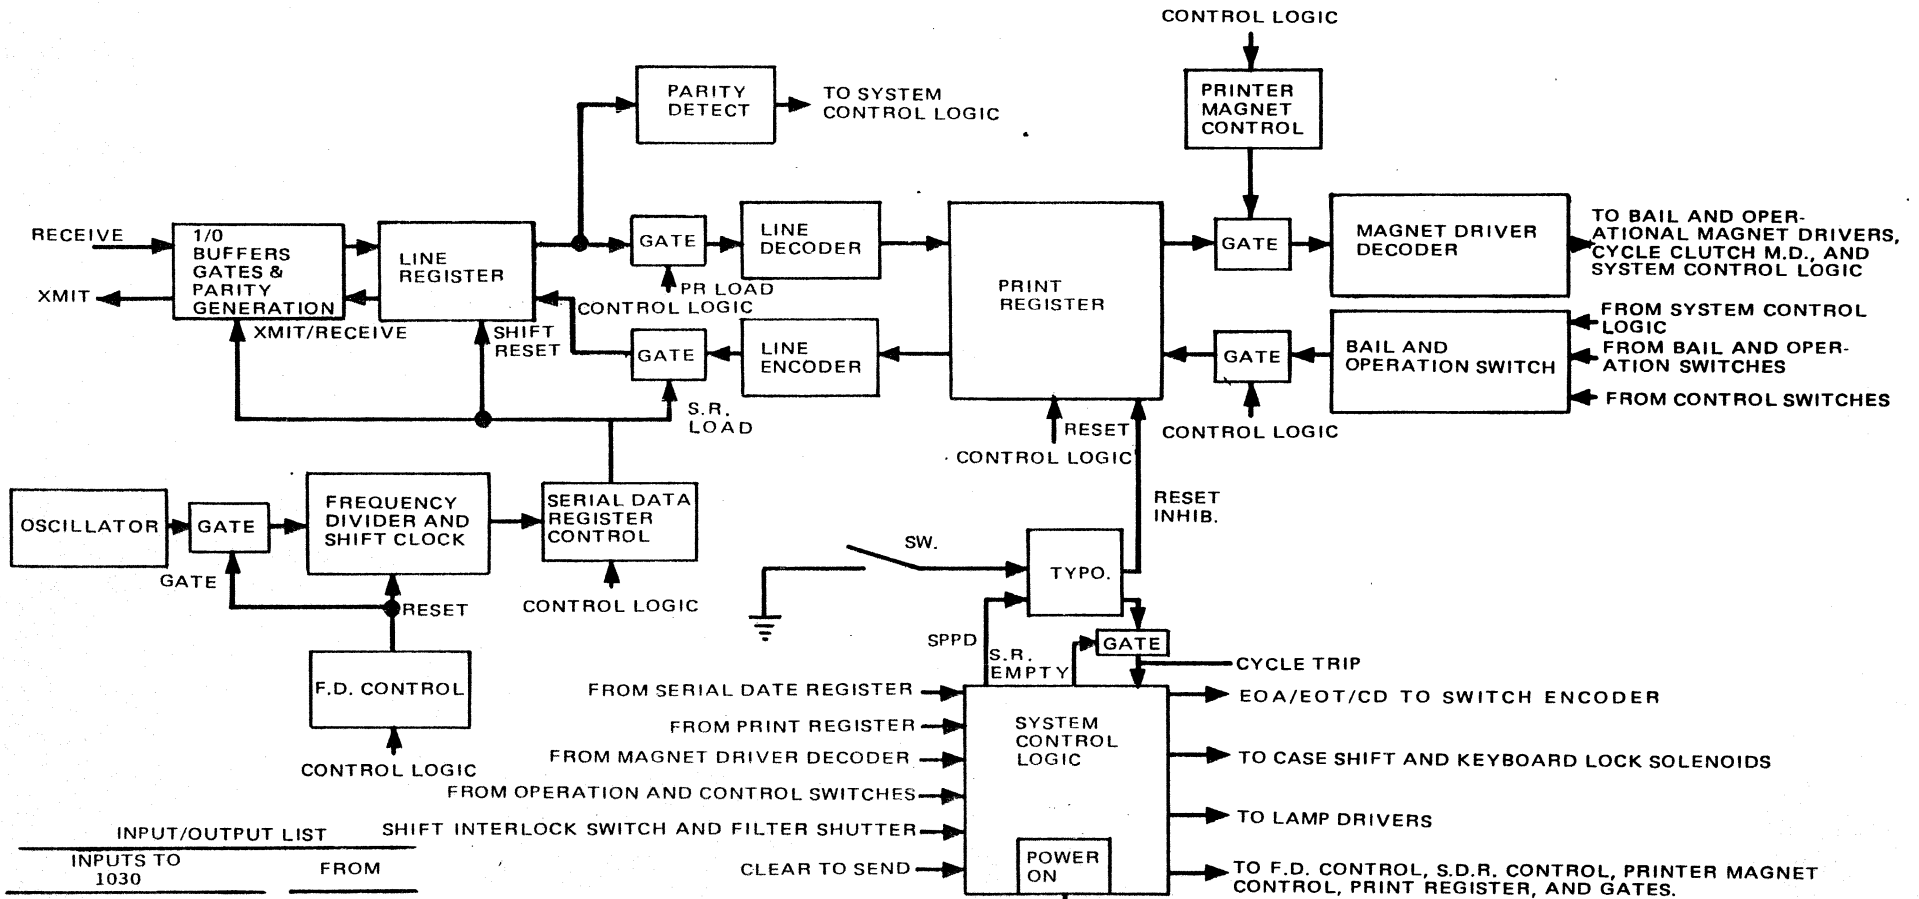 CONTROL LOGIC
PRINTER
MAGNET
CONTROL
PARITY
DETECT
TO SYSTEM
CONTROL LOGIC
RECEIVE
XMIT
1/0
BUFFERS
GATES &
PARITY
GENERATION
XMIT/RECEIVE
LINE
REGISTER
SHIFT
RESET
GATE
PR LOAD
CONTROL LOGIC
LINE
DECODER
GATE
LINE
ENCODER
S.R.
LOAD
PRINT
REGISTER
RESET
CONTROL LOGIC
GATE
MAGNET DRIVER
DECODER
TO BAIL AND OPER-
ATIONAL MAGNET DRIVERS,
CYCLE CLUTCH M.D., AND
SYSTEM CONTROL LOGIC
GATE
CONTROL LOGIC
BAIL AND
OPERATION SWITCH
FROM SYSTEM CONTROL
LOGIC
FROM BAIL AND OPER-
ATION SWITCHES
FROM CONTROL SWITCHES
OSCILLATOR
GATE
GATE
FREQUENCY
DIVIDER AND
SHIFT CLOCK
RESET
SERIAL DATA
REGISTER
CONTROL
CONTROL LOGIC
F.D. CONTROL
CONTROL LOGIC
SW.
TYPO.
RESET
INHIB.
SPPD
S.R.
EMPTY
GATE
CYCLE TRIP
FROM SERIAL DATE REGISTER
FROM PRINT REGISTER
FROM MAGNET DRIVER DECODER
FROM OPERATION AND CONTROL SWITCHES
SHIFT INTERLOCK SWITCH AND FILTER SHUTTER
CLEAR TO SEND
SYSTEM
CONTROL
LOGIC
POWER
ON
EOA/EOT/CD TO SWITCH ENCODER
TO CASE SHIFT AND KEYBOARD LOCK SOLENOIDS
TO LAMP DRIVERS
TO F.D. CONTROL, S.D.R. CONTROL, PRINTER MAGNET
CONTROL, PRINT REGISTER, AND GATES.
INPUT/OUTPUT LIST
INPUTS TO
1030
FROM